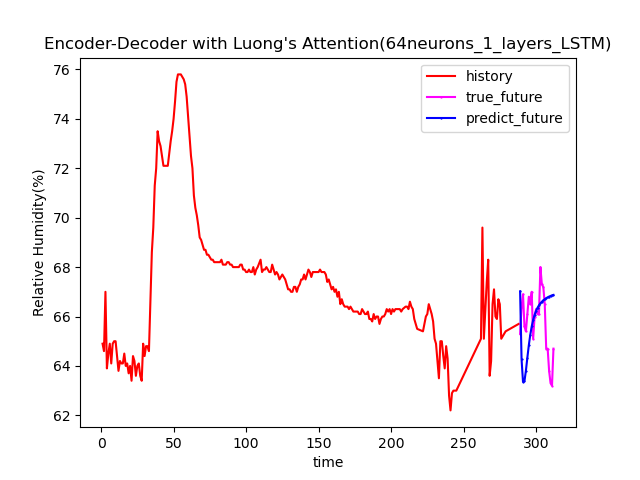 Encoder-Decoder with Luong's Attention(64neurons_1_layers_LSTM)
history
true_future
predict_future
Relative Humidity(%)
76
74
72
70
68
66
64
62
0 50 100 150 200 250 300
time